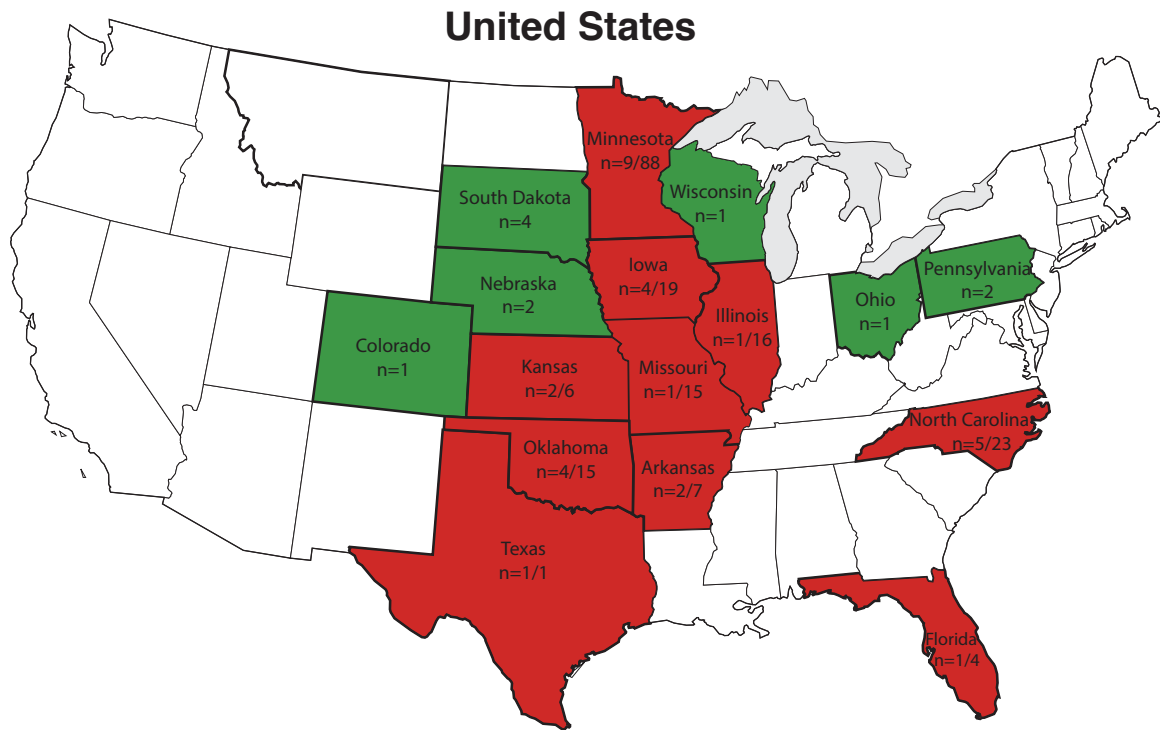 United States
Minnesota
n=9/88
South Dakota
n=4
Wisconsin
n=1
Iowa
n=4/19
Nebraska
n=2
Pennsylvania
n=2
Ohio
n=1
Illinois
n=1/16
Colorado
n=1
Kansas
n=2/6
Missouri
n=1/15
North Carolina
n=5/23
Oklahoma
n=4/15
Arkansas
n=2/7
Texas
n=1/1
Florida
n=1/4